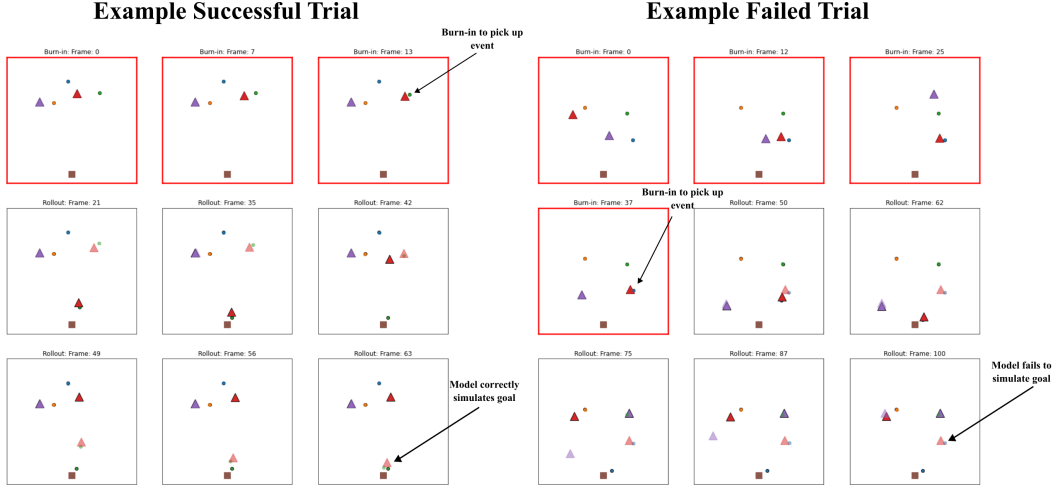 Example Successful Trial
Example Failed Trial
Burn-in to pick up
event
Burn-in: Frame: 0
Burn-in: Frame: 7
Burn-in: Frame: 13
Burn-in: Frame: 0
Burn-in: Frame: 12
Burn-in: Frame: 25
Burn-in to pick up
event
Rollout: Frame: 21
Rollout: Frame: 35
Rollout: Frame: 42
Burn-in: Frame: 37
Rollout: Frame: 50
Rollout: Frame: 62
Rollout: Frame: 49
Rollout: Frame: 56
Rollout: Frame: 63
Model correctly
simulates goal
Rollout: Frame: 75
Rollout: Frame: 87
Rollout: Frame: 100
Model fails to
simulate goal